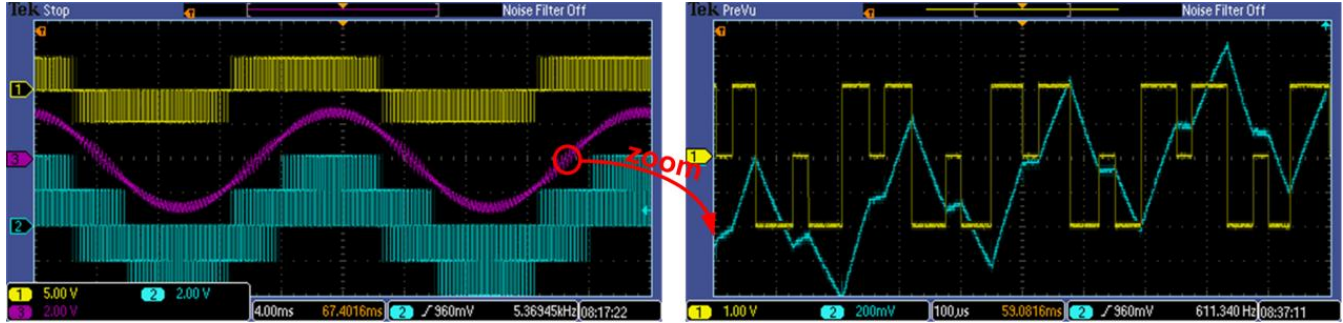 Tek Stop
Noise Filter Off
1
3
2
1 5.00 V
2 2.00 V
3 2.00 V
4.00ms
67.4016ms
2 960mV
5.36945kHz
08:17:22
zoom
Tek PreVu
Noise Filter Off
1
1 1.00 V
2 200mV
100µs
59.0816ms
2 960mV
611.340 Hz
08:37:11